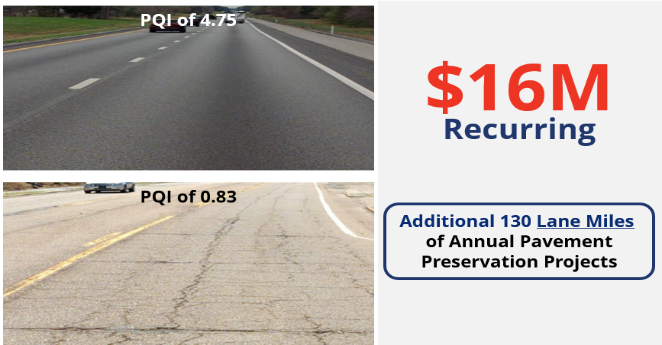 PQI of 4.75
PQI of 0.83
$16M
Recurring
Additional 130 Lane Miles
of Annual Pavement
Preservation Projects